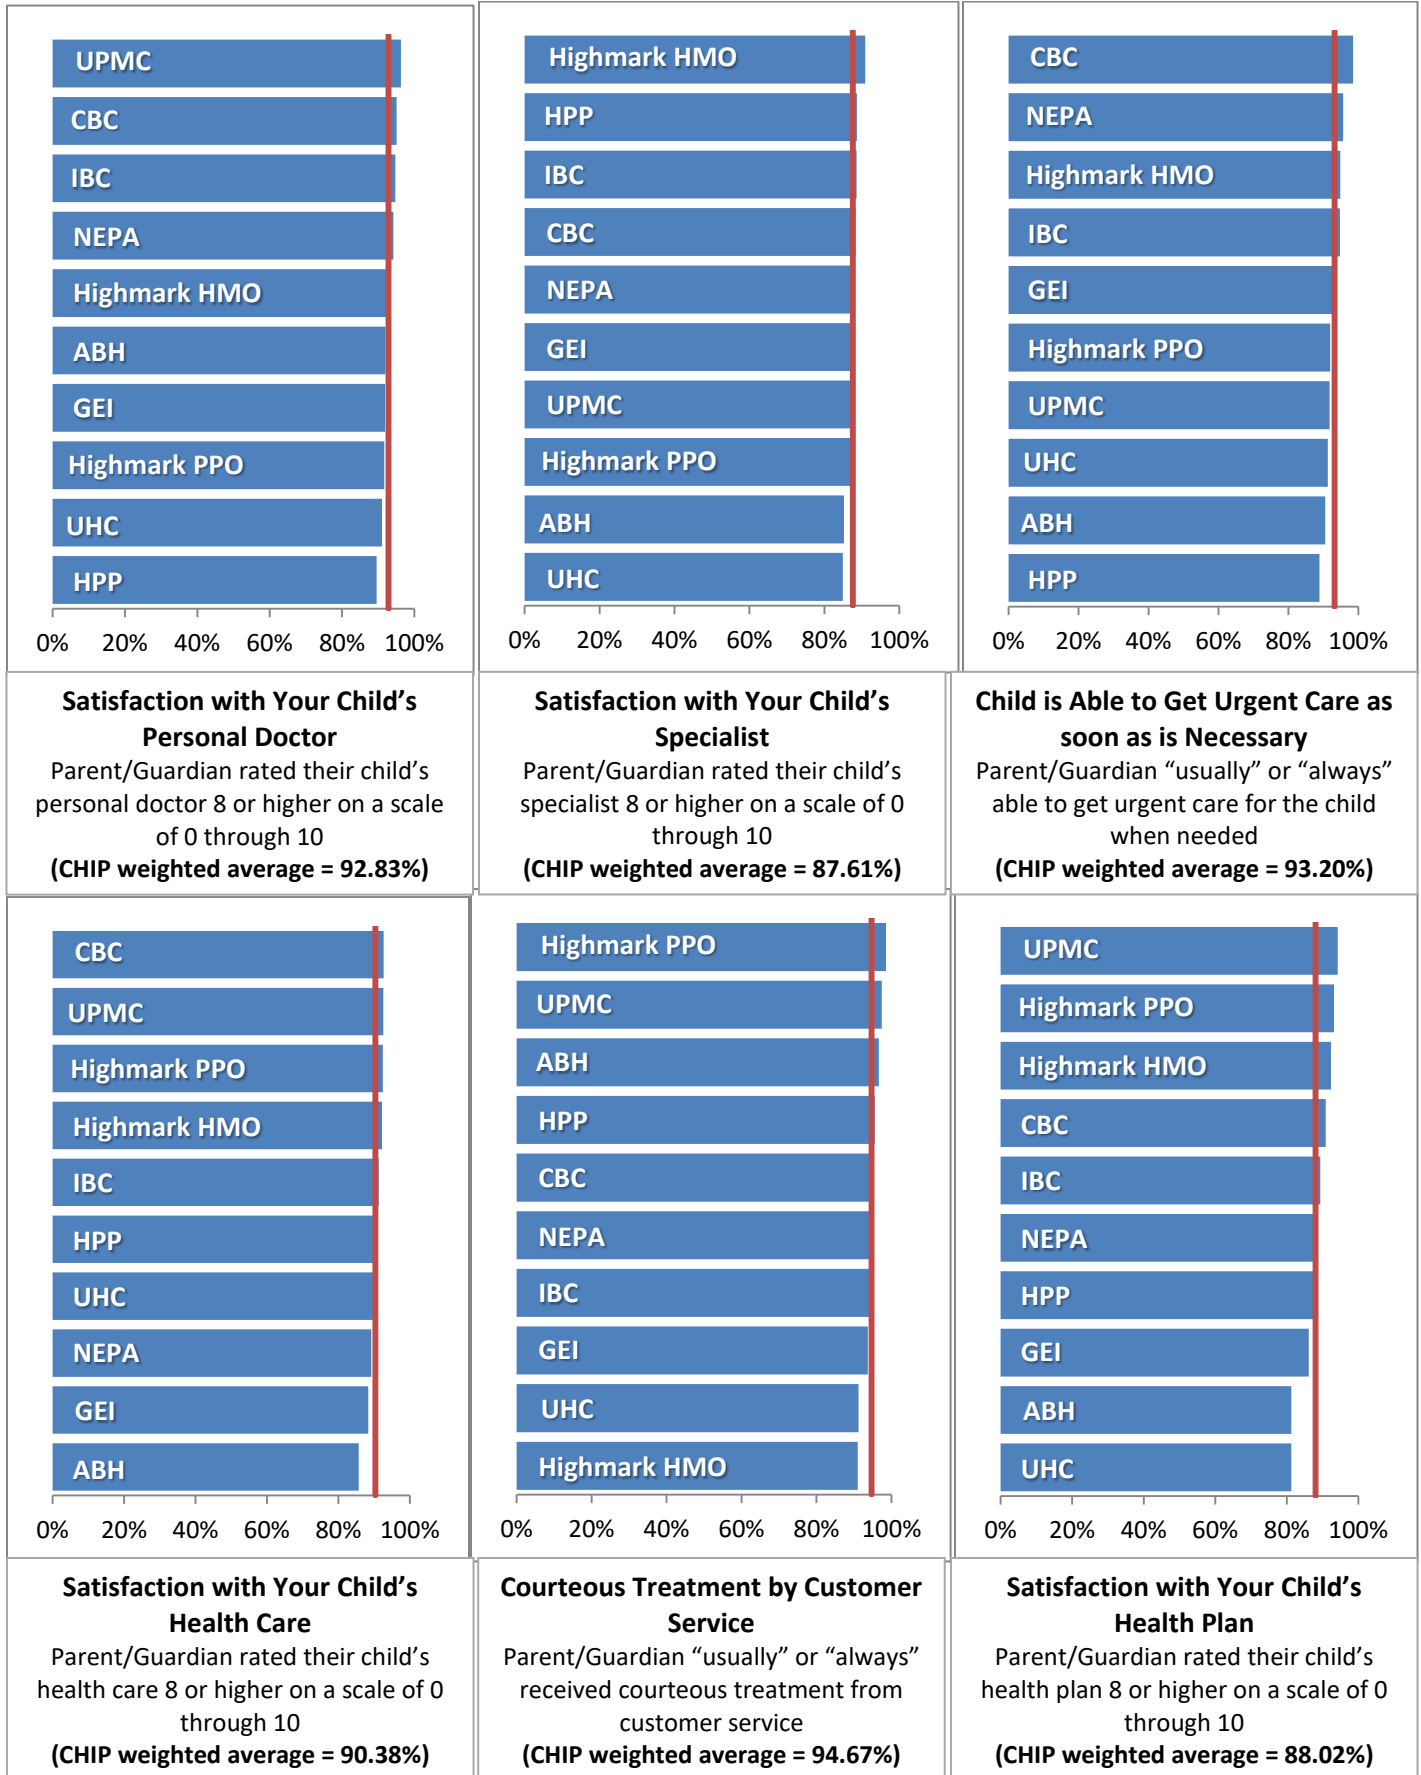 UPMC
CBC
IBC
NEPA
Highmark HMO
ABH
GEI
Highmark PPO
UHC
HPP
0% 20% 40% 60% 80% 100%
Satisfaction with Your Child’s
Personal Doctor
Parent/Guardian rated their child’s
personal doctor 8 or higher on a scale
of 0 through 10
(CHIP weighted average = 92.83%)
Highmark HMO
HPP
IBC
CBC
NEPA
GEI
UPMC
Highmark PPO
ABH
UHC
0% 20% 40% 60% 80% 100%
Satisfaction with Your Child’s
Specialist
Parent/Guardian rated their child’s
specialist 8 or higher on a scale of 0
through 10
(CHIP weighted average = 87.61%)
CBC
NEPA
Highmark HMO
IBC
GEI
Highmark PPO
UPMC
UHC
ABH
HPP
0% 20% 40% 60% 80% 100%
Child is Able to Get Urgent Care as
soon as is Necessary
Parent/Guardian “usually” or “always”
able to get urgent care for the child
when needed
(CHIP weighted average = 93.20%)
CBC
UPMC
Highmark PPO
Highmark HMO
IBC
HPP
UHC
NEPA
GEI
ABH
0% 20% 40% 60% 80% 100%
Satisfaction with Your Child’s
Health Care
Parent/Guardian rated their child’s
health care 8 or higher on a scale of 0
through 10
(CHIP weighted average = 90.38%)
Highmark PPO
UPMC
ABH
HPP
CBC
NEPA
IBC
GEI
UHC
Highmark HMO
0% 20% 40% 60% 80% 100%
Courteous Treatment by Customer
Service
Parent/Guardian “usually” or “always”
received courteous treatment from
customer service
(CHIP weighted average = 94.67%)
UPMC
Highmark PPO
Highmark HMO
CBC
IBC
NEPA
HPP
GEI
ABH
UHC
0% 20% 40% 60% 80% 100%
Satisfaction with Your Child’s
Health Plan
Parent/Guardian rated their child’s
health plan 8 or higher on a scale of 0
through 10
(CHIP weighted average = 88.02%)